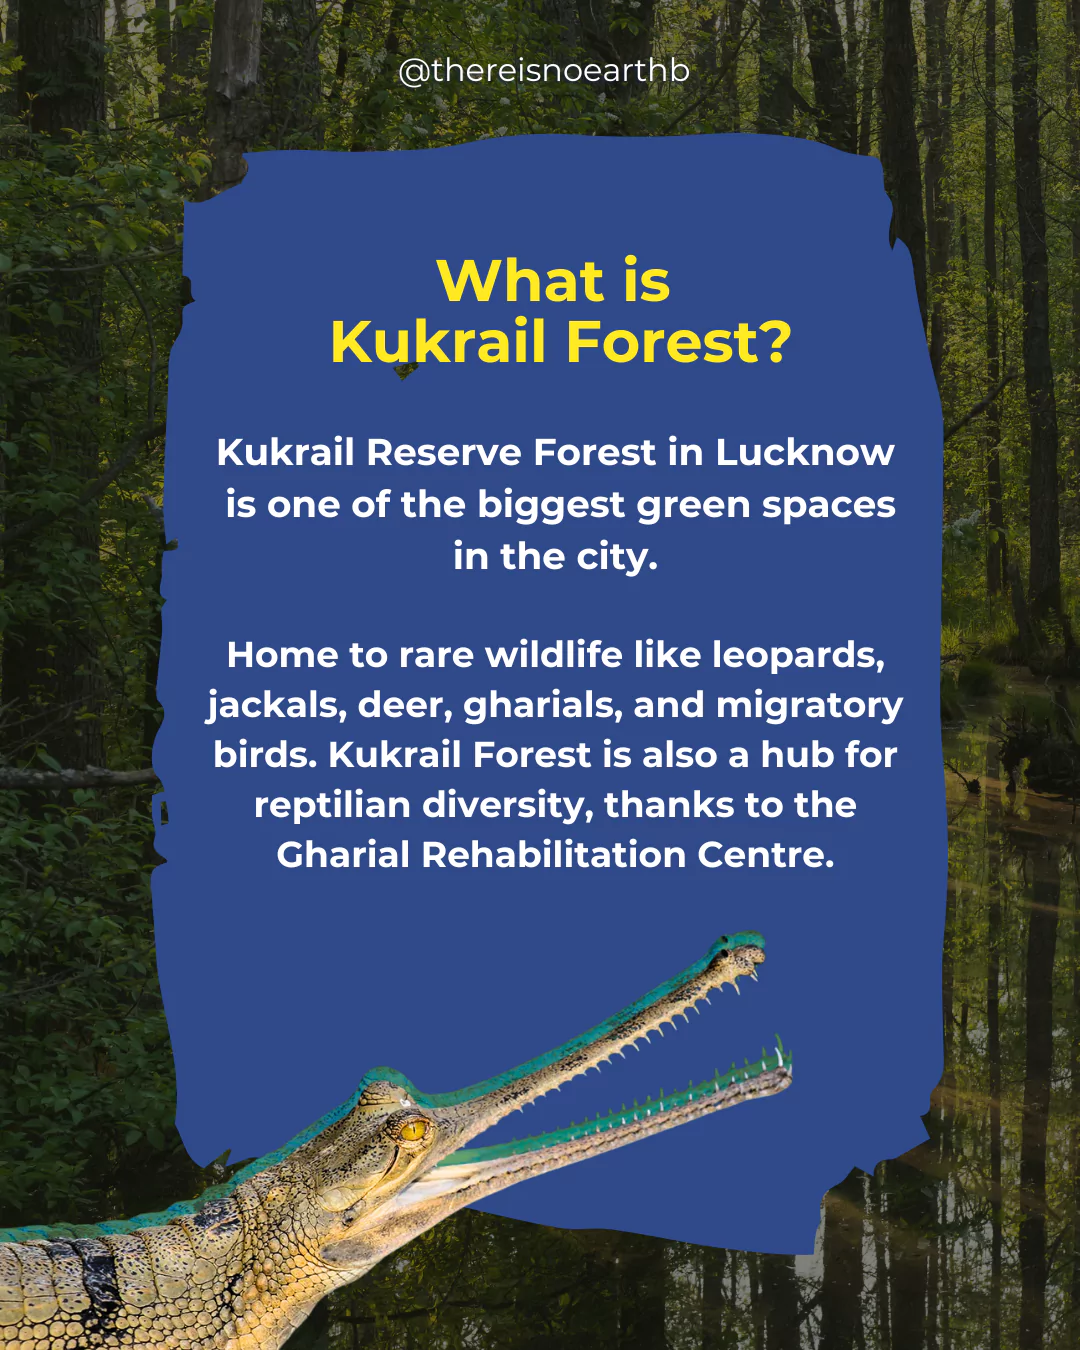 @thereisnoearthb
What is
Kukrail Forest?
Kukrail Reserve Forest in Lucknow
is one of the biggest green spaces
in the city.
Home to rare wildlife like leopards,
jackals, deer, gharials, and migratory
birds. Kukrail Forest is also a hub for
reptilian diversity, thanks to the
Gharial Rehabilitation Centre.